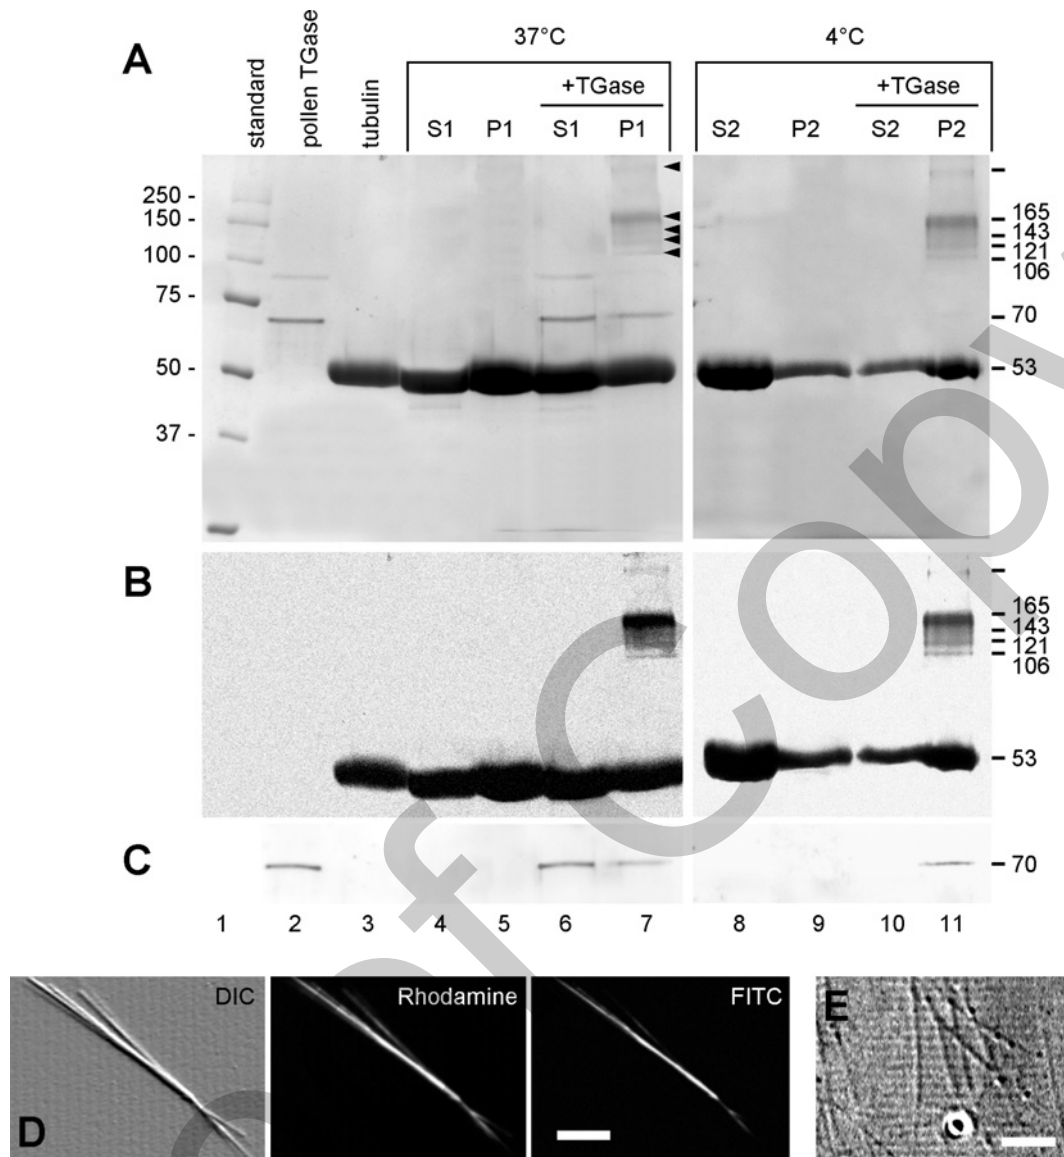 A
standard
pollen TGase
tubulin
37°C
4°C
+TGase
+TGase
S1 P1 S1 P1
S2 P2 S2 P2
250 -
150 -
100 -
75 -
50 -
37 -
165
143
121
106
70
53
B
165
143
121
106
53
C
70
1 2 3 4 5 6 7 8 9 10 11
D
DIC
Rhodamine
FITC
E
of Copy